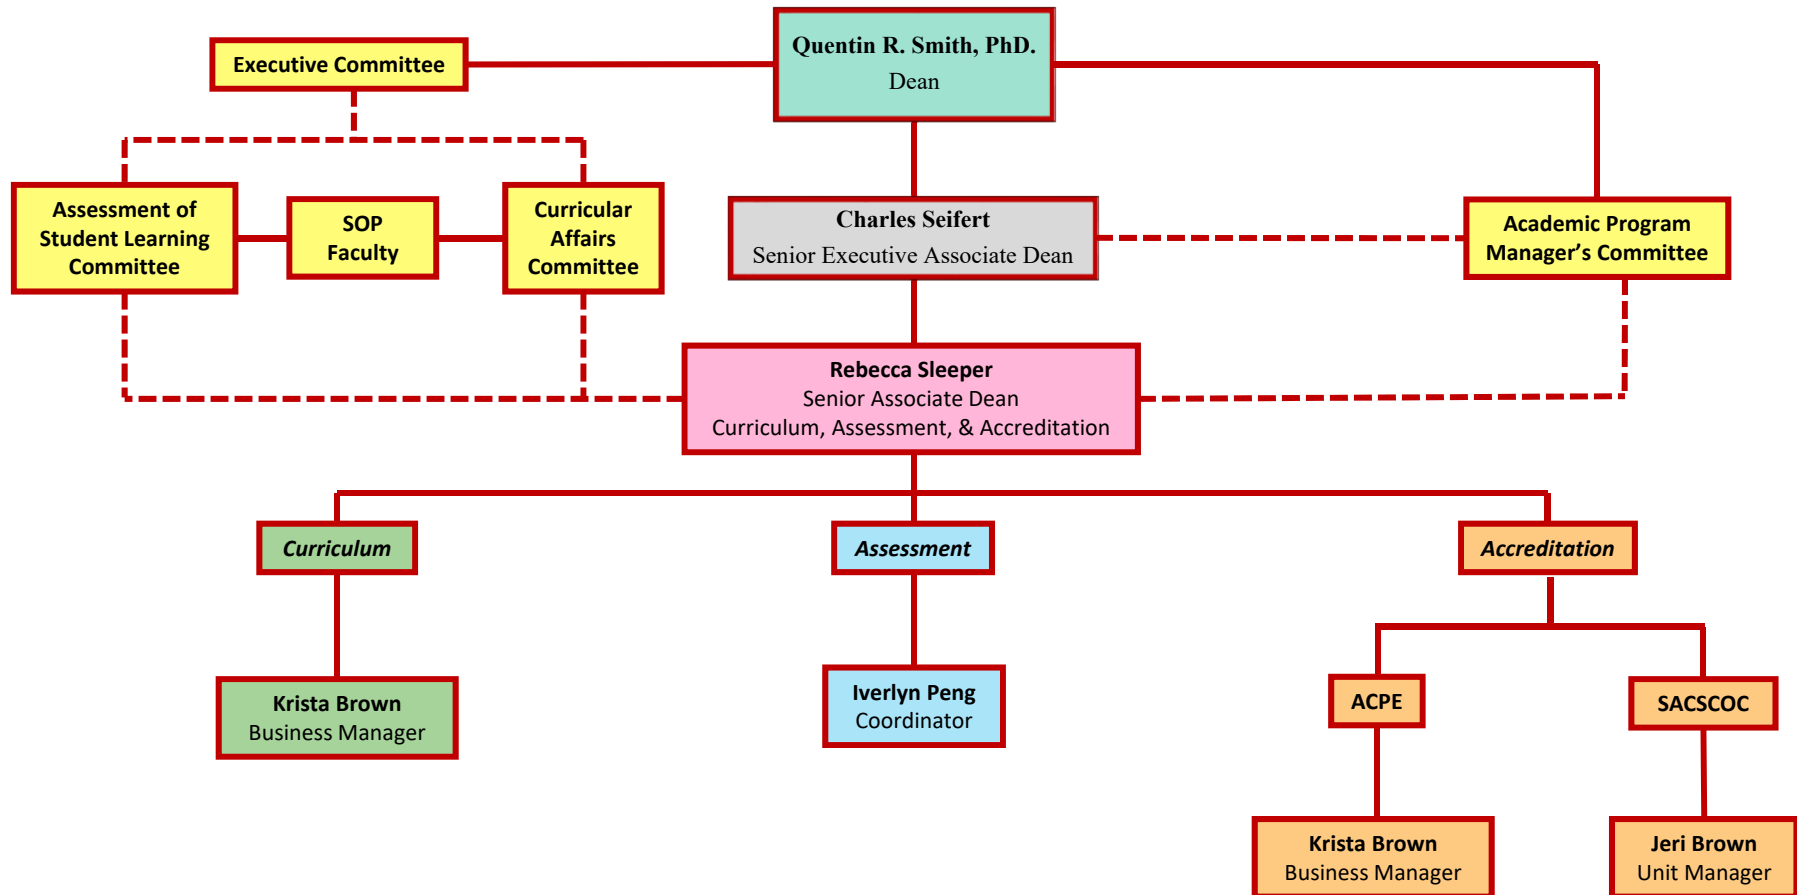 Quentin R. Smith, PhD.
Dean
Executive Committee
Assessment of
Student Learning
Committee
SOP
Faculty
Curricular
Affairs
Committee
Charles Seifert
Senior Executive Associate Dean
Academic Program
Manager’s Committee
Rebecca Sleeper
Senior Associate Dean
Curriculum, Assessment, & Accreditation
Curriculum
Assessment
Accreditation
Krista Brown
Business Manager
Iverlyn Peng
Coordinator
ACPE
SACSCOC
Krista Brown
Business Manager
Jeri Brown
Unit Manager